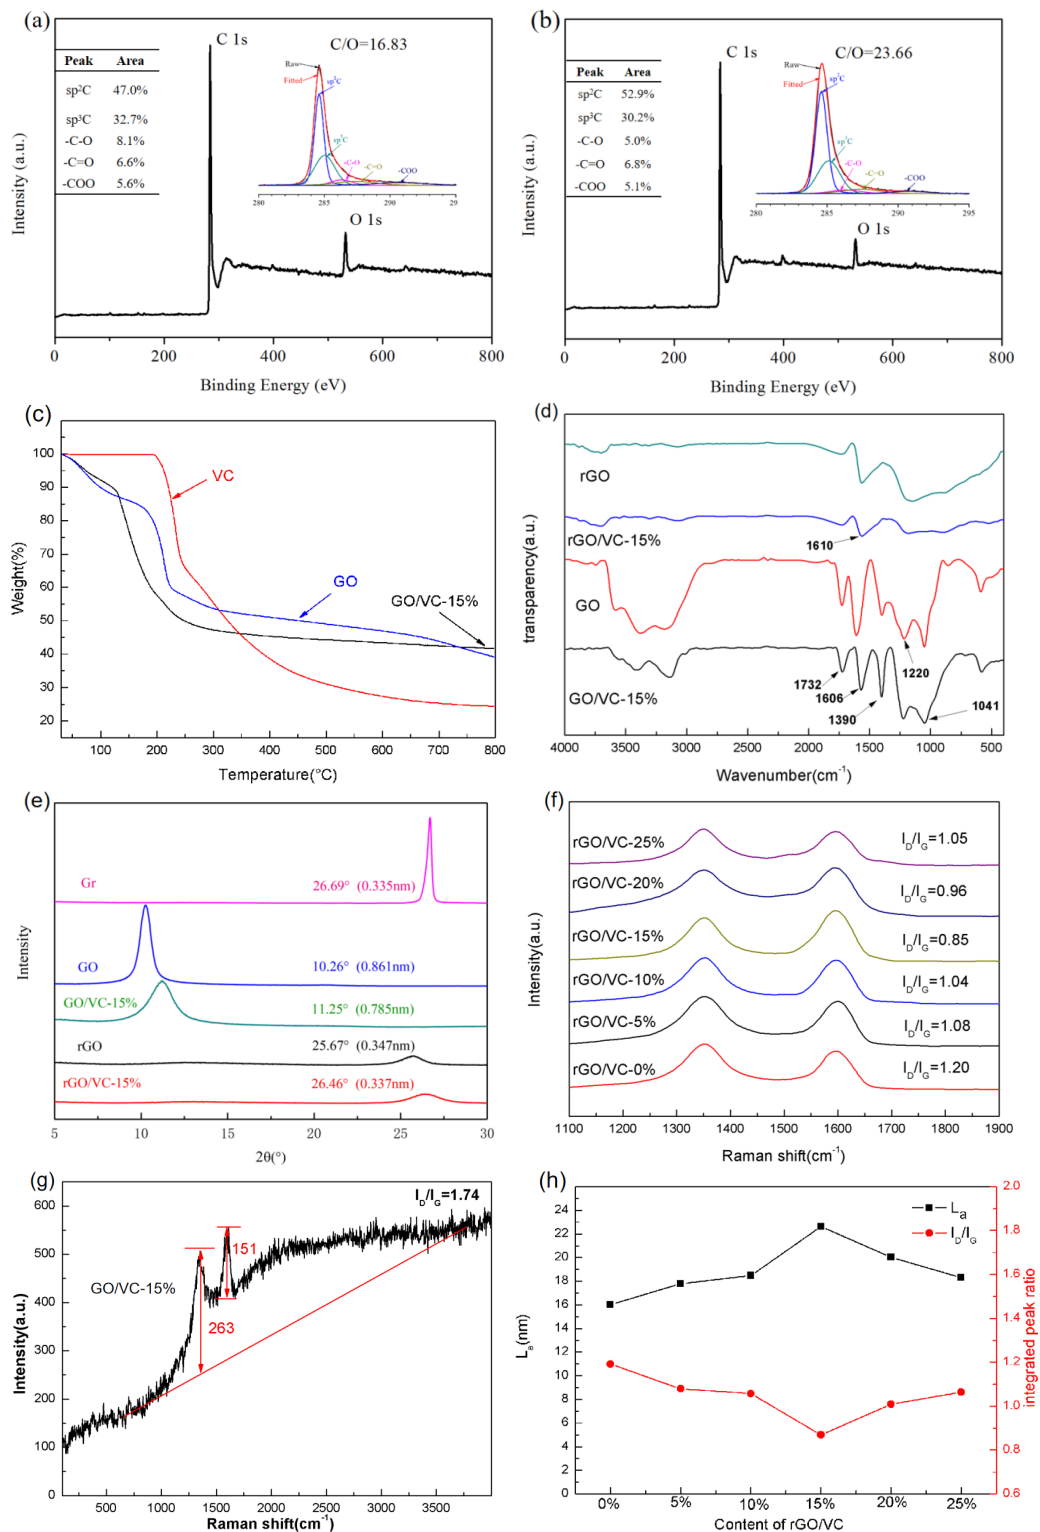 (a)
C 1s
C/O=16.83
Peak Area
sp²C 47.0%
sp³C 32.7%
-C-O 8.1%
-C=O 6.6%
-COO 5.6%
Raw
Fitted
sp²C
sp³C
-C-O
-C=O
-COO
280 285 290 29
O 1s
Intensity (a.u.)
0 200 400 600 800
Binding Energy (eV)
(b)
C 1s
C/O=23.66
Peak Area
sp²C 52.9%
sp³C 30.2%
-C-O 5.0%
-C=O 6.8%
-COO 5.1%
Raw
Fitted
sp²C
sp³C
-C-O
-C=O
-COO
280 285 290 295
O 1s
Intensity (a.u.)
0 200 400 600 800
Binding Energy (eV)
(c)
100
90
80
70
60
50
40
30
20
Weight(%)
VC
GO
GO/VC-15%
100 200 300 400 500 600 700 800
Temperature(°C)
(d)
transparency(a.u.)
rGO
rGO/VC-15%
1610
GO
1220
GO/VC-15%
1732
1606
1390
1041
4000 3500 3000 2500 2000 1500 1000 500
Wavenumber(cm⁻¹)
(e)
Intensity
Gr 26.69° (0.335nm)
GO 10.26° (0.861nm)
GO/VC-15% 11.25° (0.785nm)
rGO 25.67° (0.347nm)
rGO/VC-15% 26.46° (0.337nm)
5 10 15 20 25 30
2θ(°)
(f)
Intensity(a.u.)
rGO/VC-25% I_D/I_G=1.05
rGO/VC-20% I_D/I_G=0.96
rGO/VC-15% I_D/I_G=0.85
rGO/VC-10% I_D/I_G=1.04
rGO/VC-5% I_D/I_G=1.08
rGO/VC-0% I_D/I_G=1.20
1100 1200 1300 1400 1500 1600 1700 1800 1900
Raman shift(cm⁻¹)
(g)
I_D/I_G=1.74
600
500
400
300
200
100
0
Intensity(a.u.)
GO/VC-15%
151
263
500 1000 1500 2000 2500 3000 3500
Raman shift(cm⁻¹)
(h)
L_a
I_D/I_G
24
22
20
18
16
14
12
10
8
6
4
2
0
L_a(nm)
2.0
1.8
1.6
1.4
1.2
1.0
0.8
0.6
integrated peak ratio
0% 5% 10% 15% 20% 25%
Content of rGO/VC